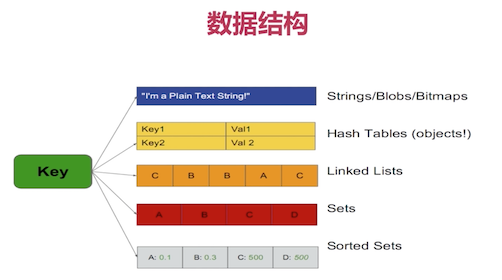 数据结构
Key
"I'm a Plain Text String!"
Strings/Blobs/Bitmaps
Key1 Val1
Key2 Val 2
Hash Tables (objects!)
C B B A C
Linked Lists
A B C D
Sets
A: 0.1 B: 0.3 C: 500 D: 500
Sorted Sets